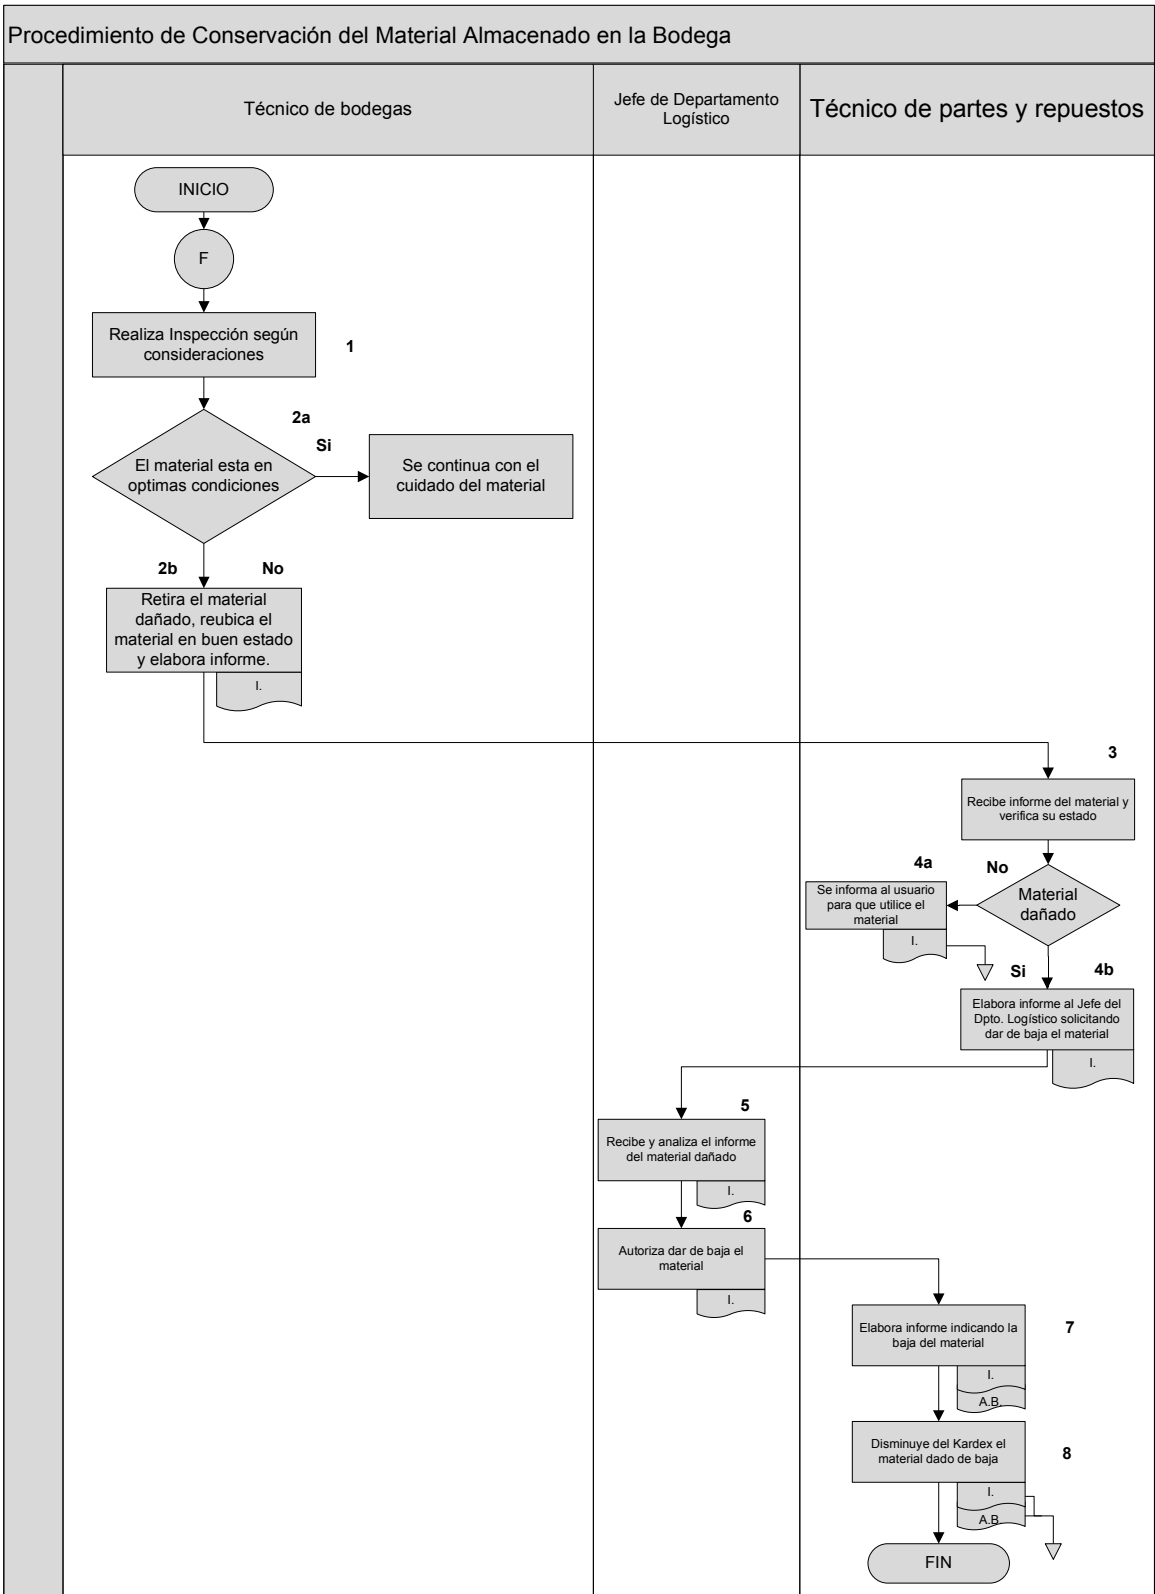 Procedimiento de Conservación del Material Almacenado en la Bodega
Técnico de bodegas
Jefe de Departamento
Logístico
Técnico de partes y repuestos
INICIO
F
Realiza Inspección según
consideraciones
1
2a
Si
El material esta en
optimas condiciones
Se continua con el
cuidado del material
2b
No
Retira el material
dañado, reubica el
material en buen estado
y elabora informe.
I.
3
Recibe informe del material y
verifica su estado
4a
No
Material
dañado
Se informa al usuario
para que utilice el
material
I.
Si
4b
Elabora informe al Jefe del
Dpto. Logístico solicitando
dar de baja el material
I.
5
Recibe y analiza el informe
del material dañado
I.
6
Autoriza dar de baja el
material
I.
Elabora informe indicando la
baja del material
7
I.
A.B.
Disminuye del Kardex el
material dado de baja
8
I.
A.B.
FIN